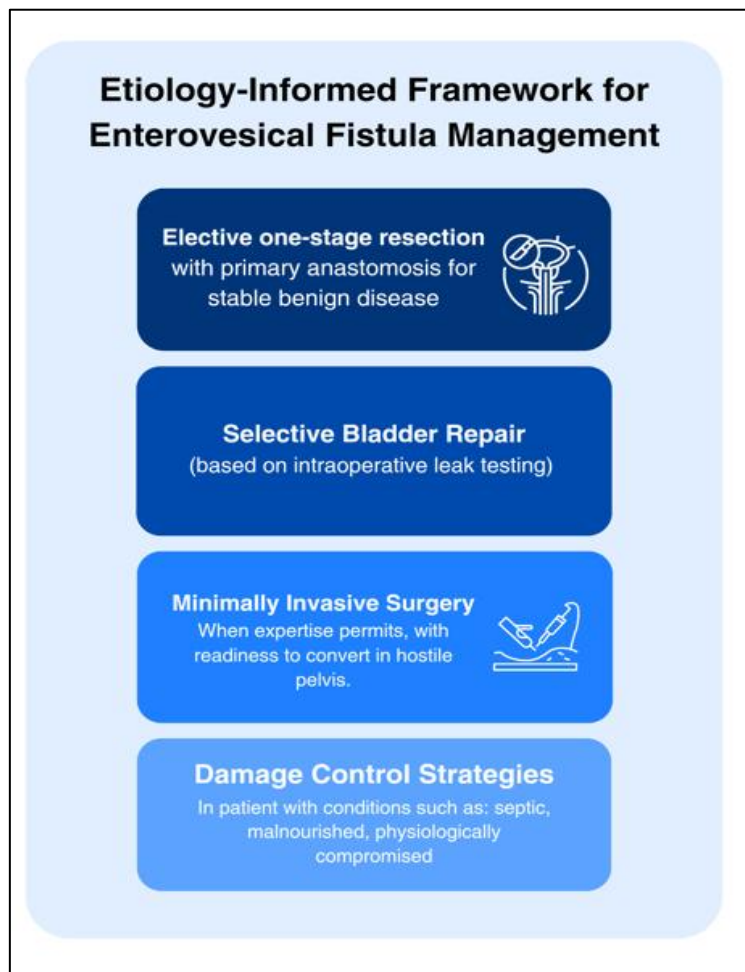 Etiology-Informed Framework for
Enterovesical Fistula Management
Elective one-stage resection
with primary anastomosis for
stable benign disease
Selective Bladder Repair
(based on intraoperative leak testing)
Minimally Invasive Surgery
When expertise permits, with
readiness to convert in hostile
pelvis.
Damage Control Strategies
In patient with conditions such as: septic,
malnourished, physiologically
compromised